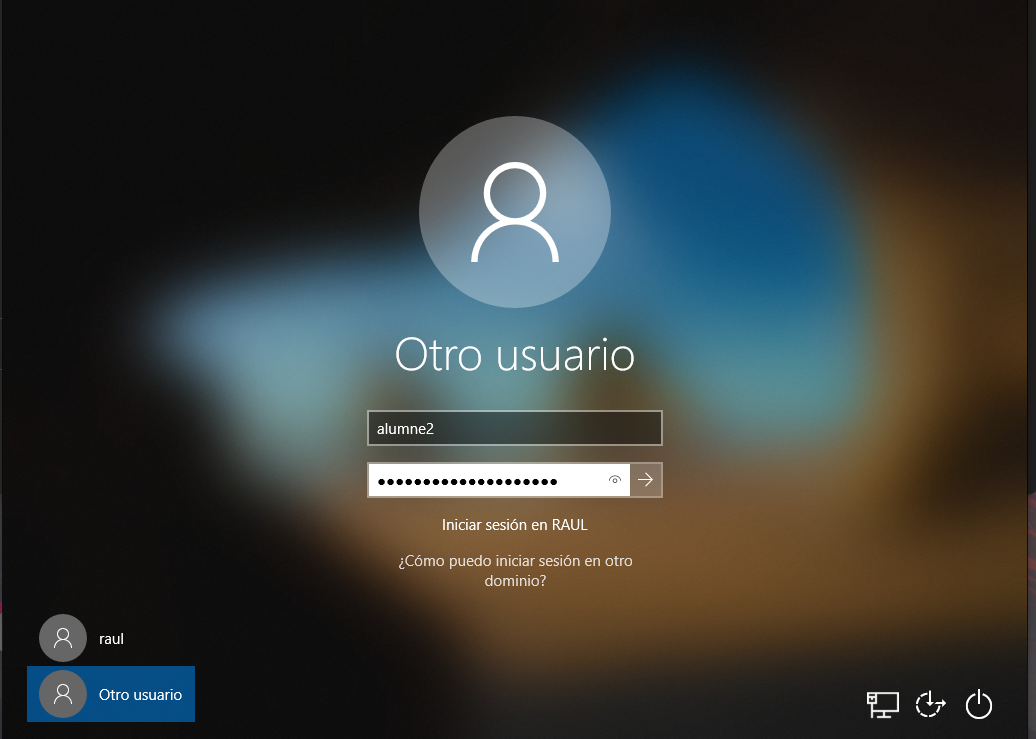 Otro usuario
alumne2
Iniciar sesión en RAUL
¿Cómo puedo iniciar sesión en otro
dominio?
raul
Otro usuario